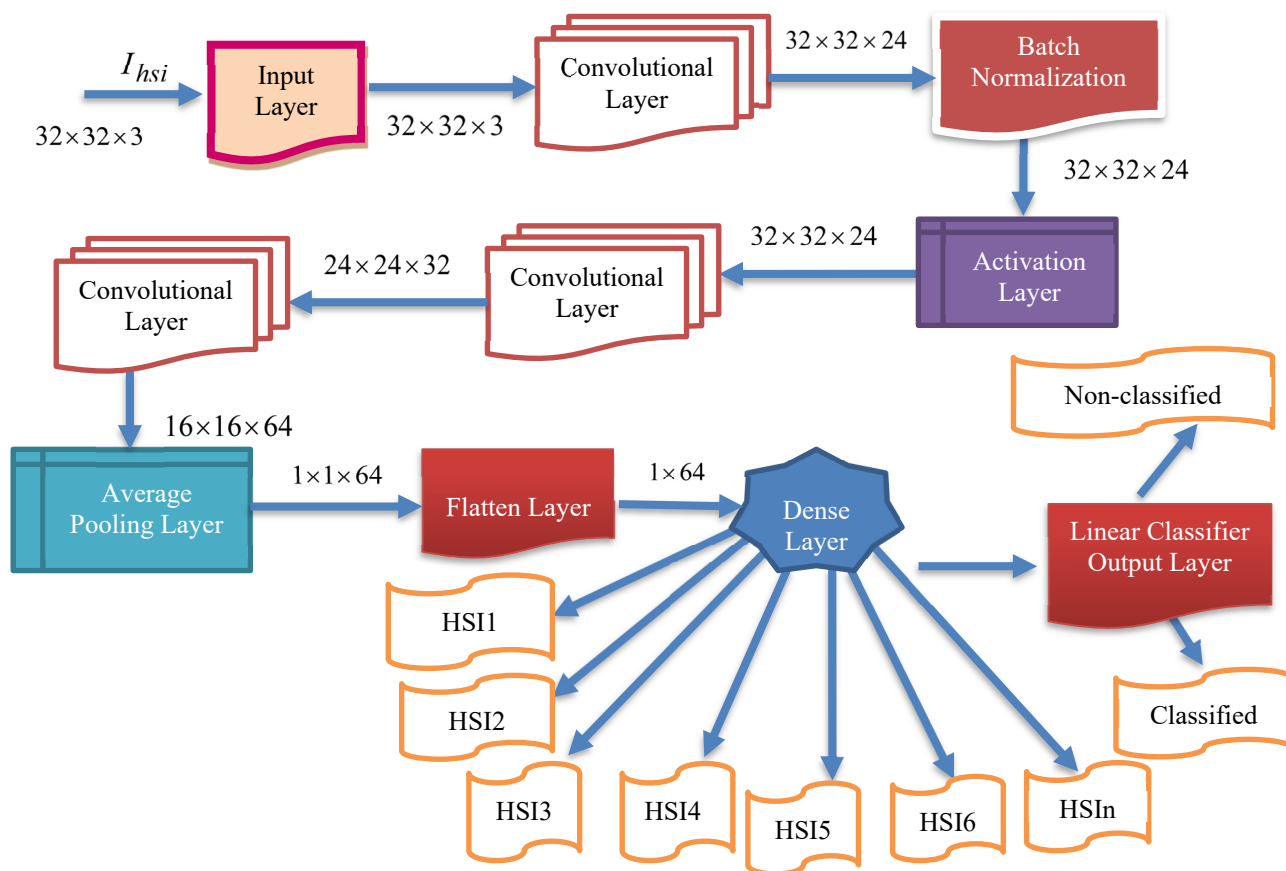 I_hsi
32×32×3
Input
Layer
32×32×3
Convolutional
Layer
32×32×24
Batch
Normalization
32×32×24
Activation
Layer
32×32×24
Convolutional
Layer
24×24×32
Convolutional
Layer
16×16×64
Average
Pooling Layer
1×1×64
Flatten Layer
1×64
Dense
Layer
Linear Classifier
Output Layer
Non-classified
Classified
HSI1
HSI2
HSI3
HSI4
HSI5
HSI6
HSIn